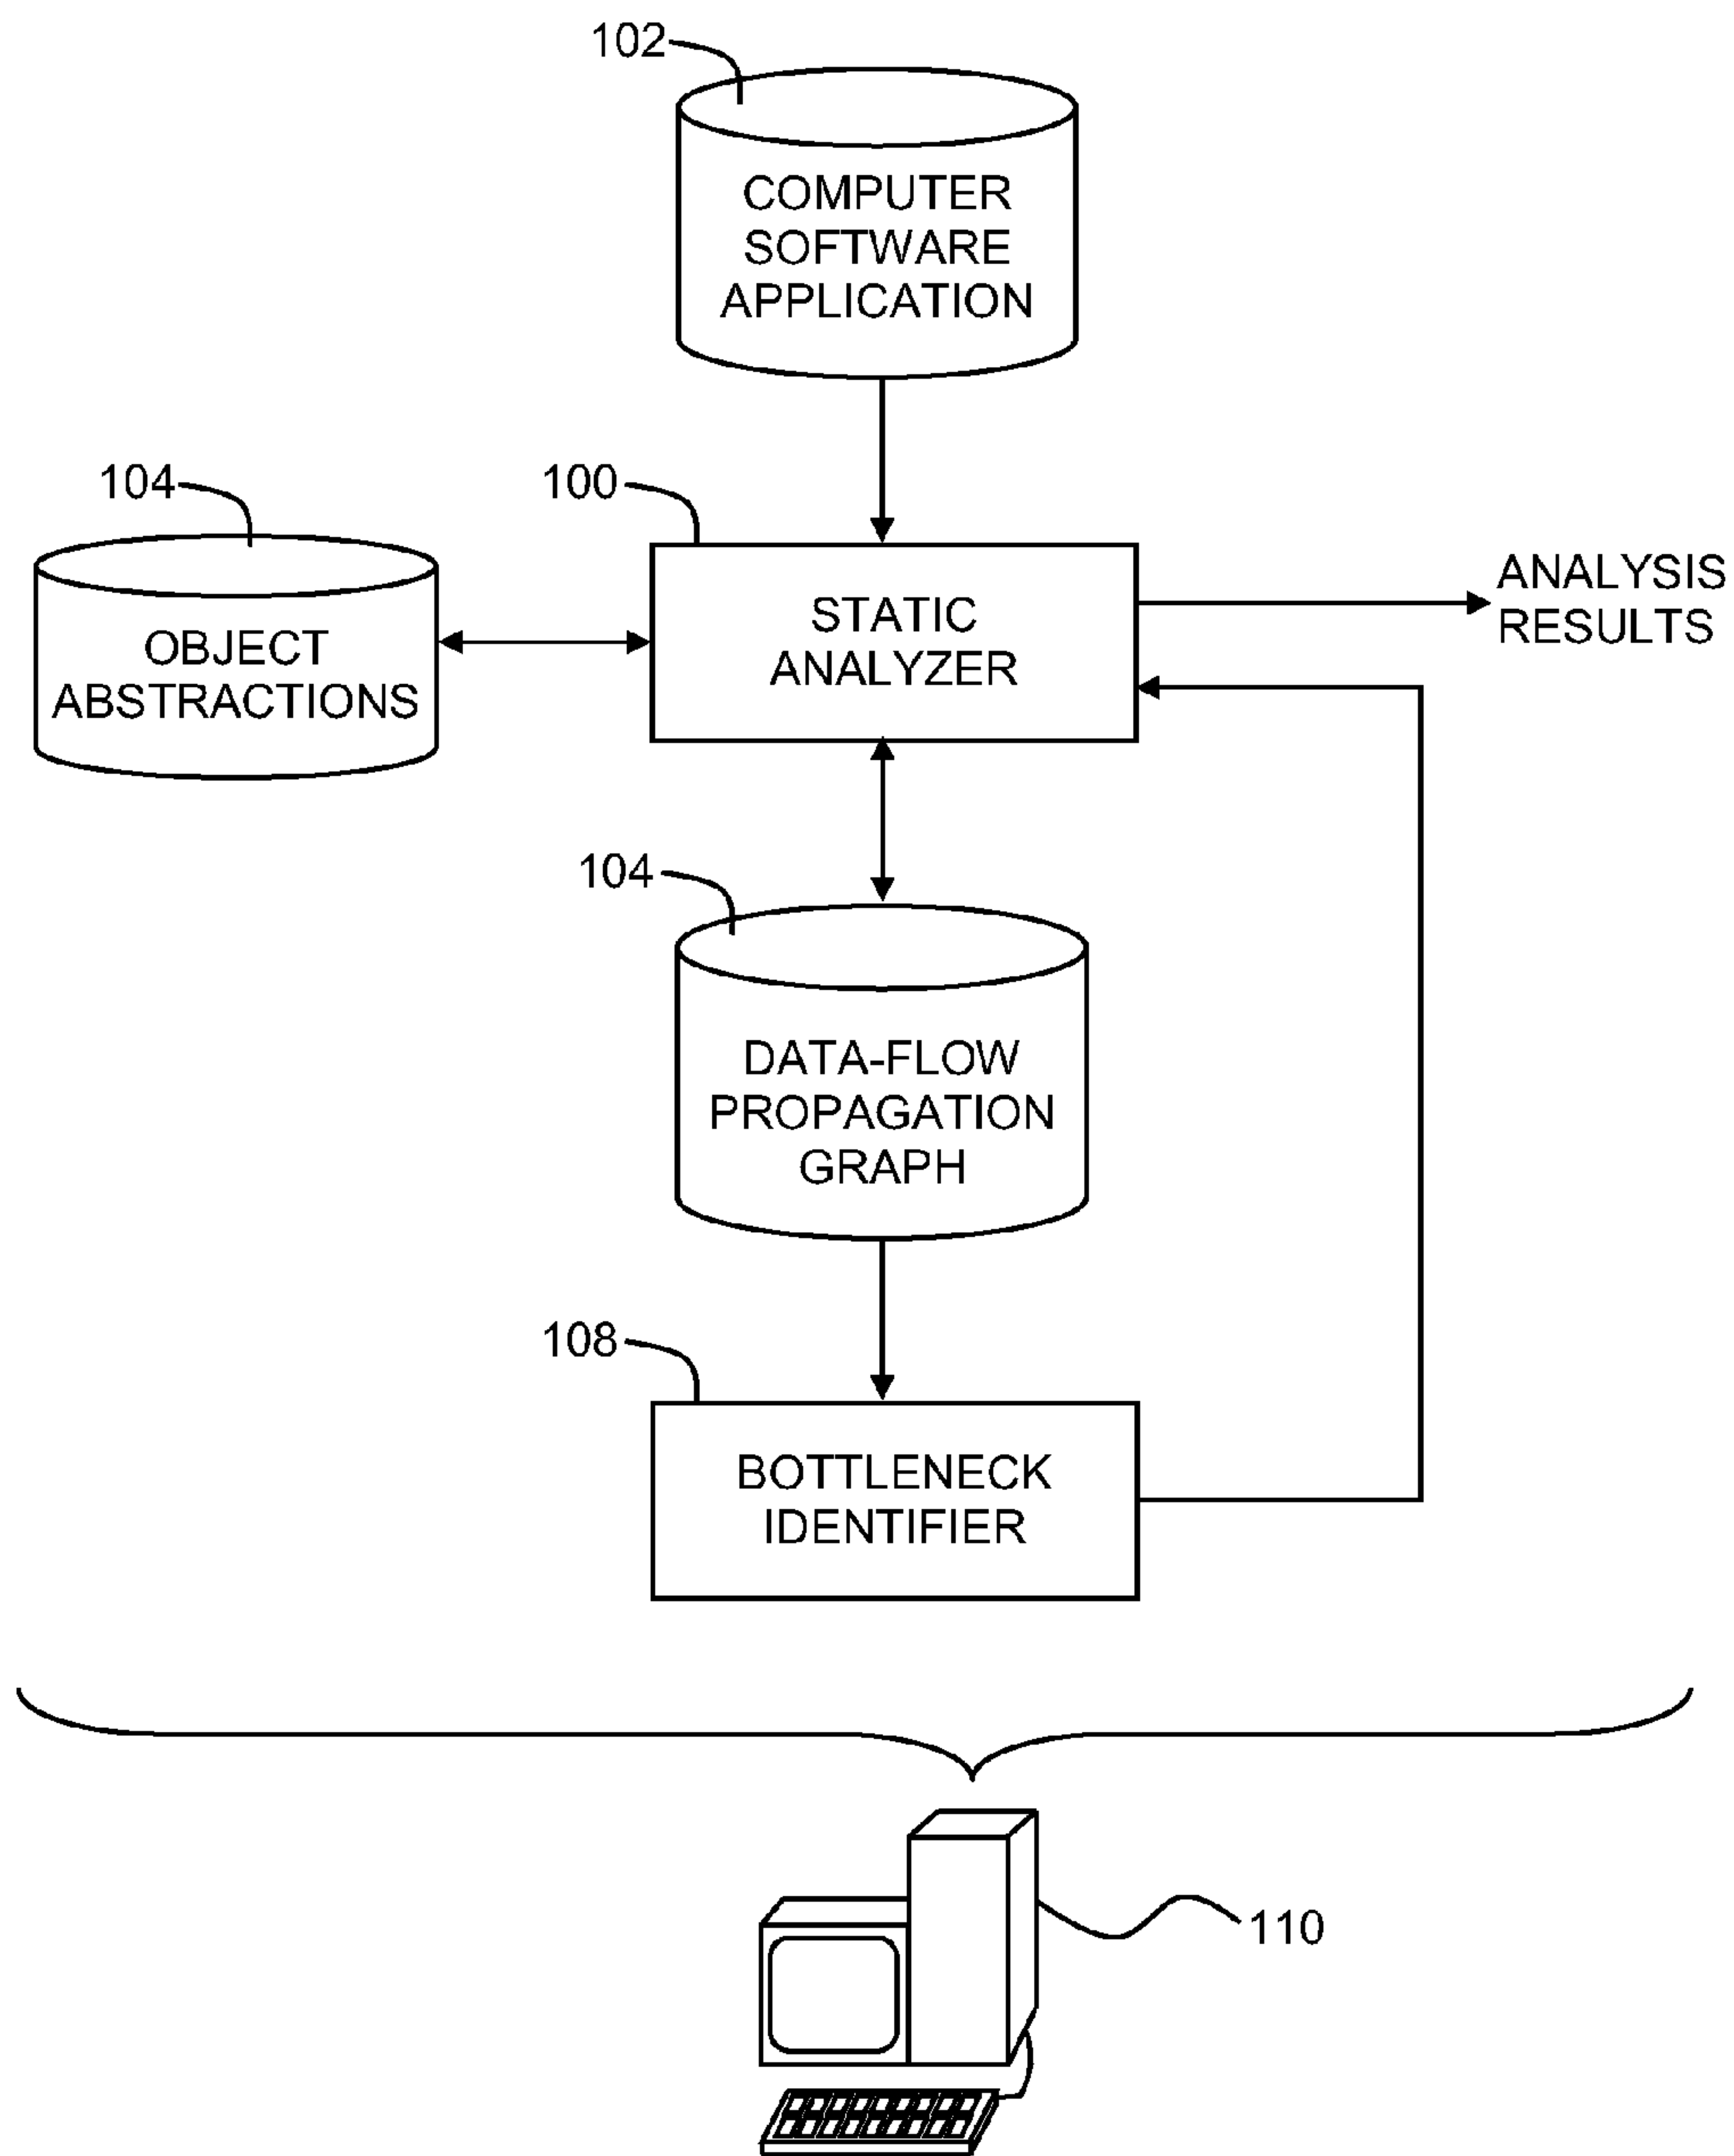 102
COMPUTER
SOFTWARE
APPLICATION
104
100
OBJECT
ABSTRACTIONS
STATIC
ANALYZER
ANALYSIS
RESULTS
104
DATA-FLOW
PROPAGATION
GRAPH
108
BOTTLENECK
IDENTIFIER
110